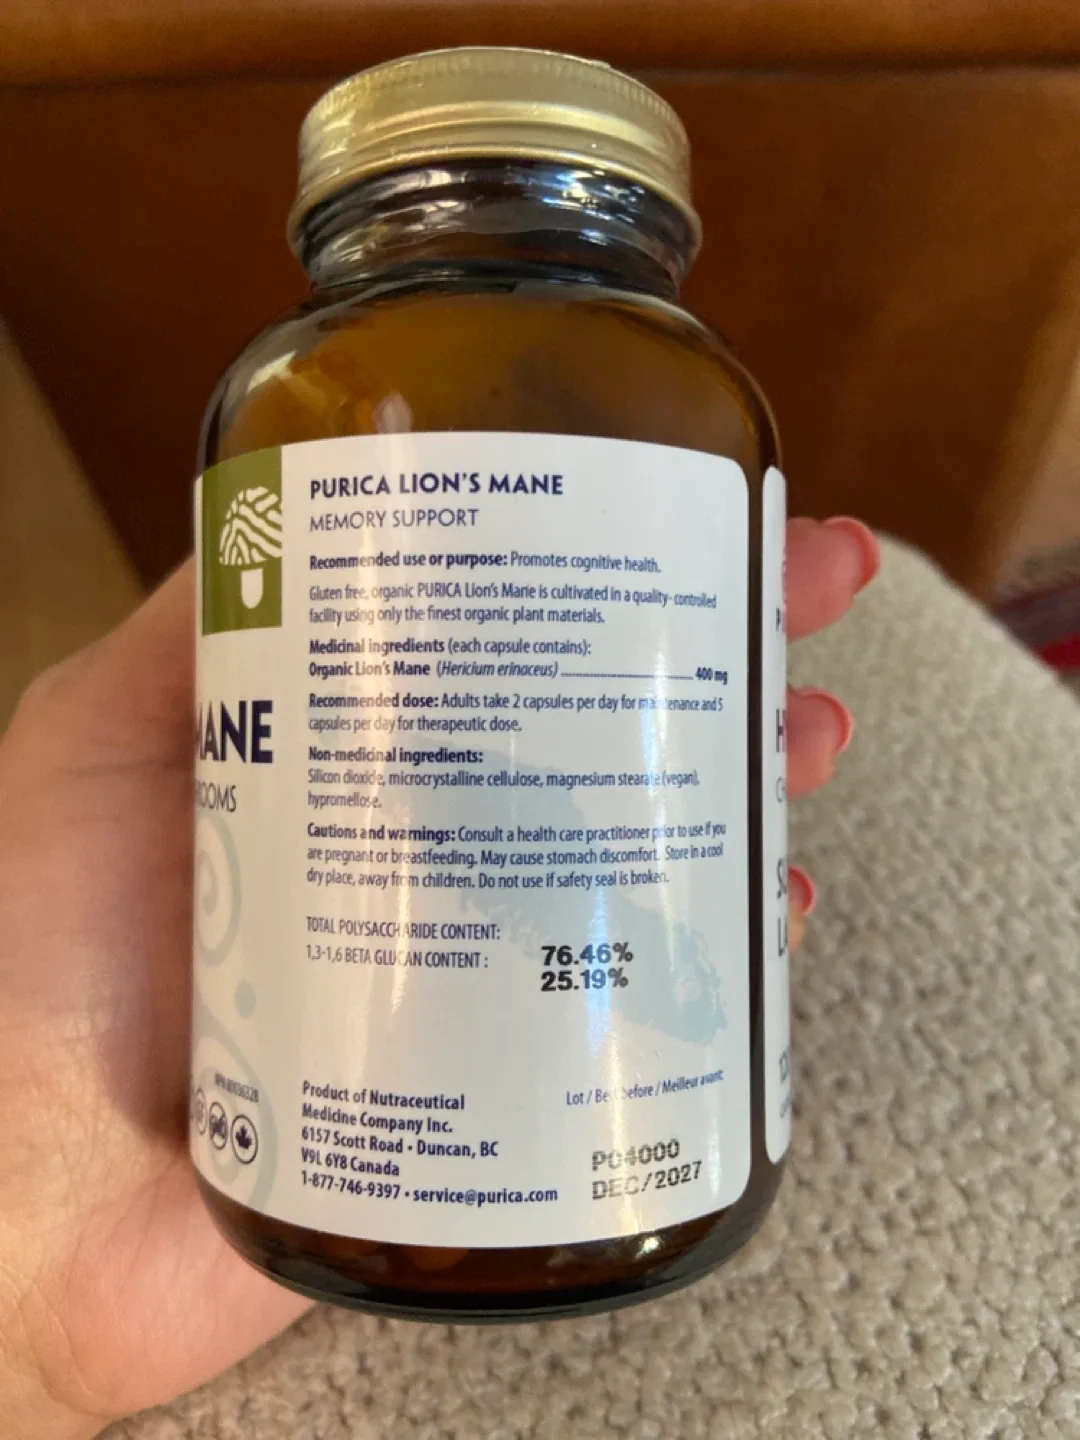 PURICA LION'S MANE
MEMORY SUPPORT
Recommended use or purpose: Promotes cognitive health.
Gluten free, organic PURICA Lion's Mane is cultivated in a quality- controlled
facility using only the finest organic plant materials.
Medicinal ingredients (each capsule contains):
Organic Lion's Mane (Hericium erinaceus) ........................................ 400 mg
Recommended dose: Adults take 2 capsules per day for maintenance and 5
capsules per day for therapeutic dose.
Non-medicinal ingredients:
Silicon dioxide, microcrystalline cellulose, magnesium stearate (vegan),
hypromellose.
Cautions and warnings: Consult a health care practitioner prior to use if you
are pregnant or breastfeeding. May cause stomach discomfort. Store in a cool
dry place, away from children. Do not use if safety seal is broken.
TOTAL POLYSACCHARIDE CONTENT:
1,3-1,6 BETA GLUCAN CONTENT :
76.46%
25.19%
Product of Nutraceutical
Medicine Company Inc.
6157 Scott Road • Duncan, BC
V9L 6Y8 Canada
1-877-746-9397 • service@purica.com
Lot / Best before / Meilleur avant:
PO4000
DEC/2027
MANE